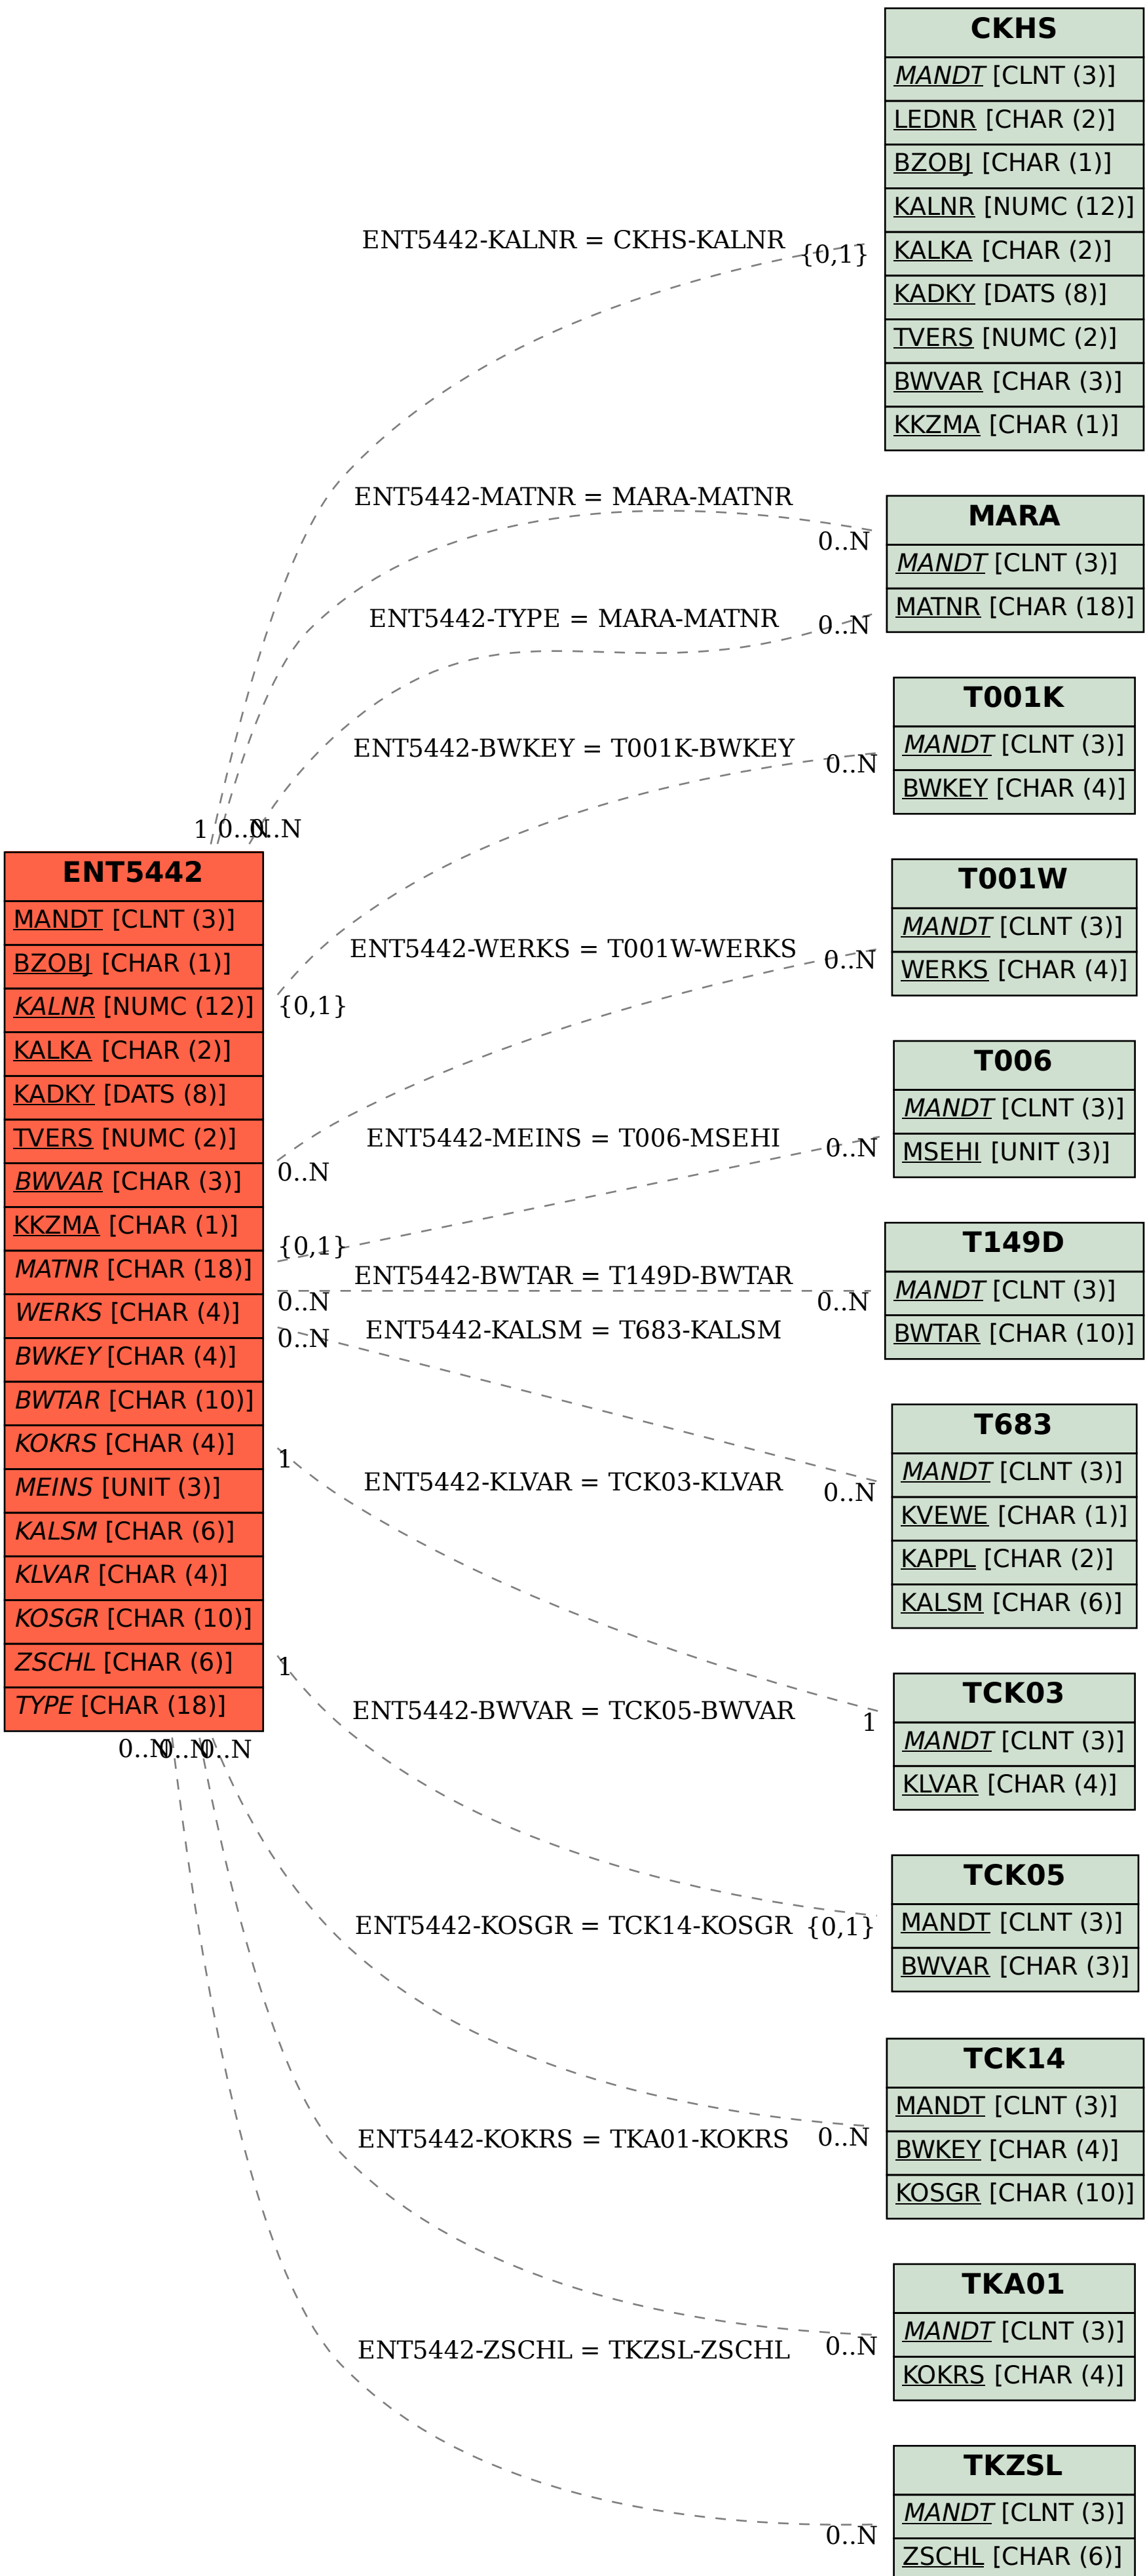 CKHS
MANDT [CLNT (3)]
LEDNR [CHAR (2)]
BZOBJ [CHAR (1)]
KALNR [NUMC (12)]
KALKA [CHAR (2)]
KADKY [DATS (8)]
TVERS [NUMC (2)]
BWVAR [CHAR (3)]
KKZMA [CHAR (1)]
ENT5442-KALNR = CKHS-KALNR
{0,1}
ENT5442-MATNR = MARA-MATNR
0..N
MARA
MANDT [CLNT (3)]
MATNR [CHAR (18)]
ENT5442-TYPE = MARA-MATNR
0..N
T001K
MANDT [CLNT (3)]
BWKEY [CHAR (4)]
ENT5442-BWKEY = T001K-BWKEY
0..N
1
0..N
0..N
ENT5442
MANDT [CLNT (3)]
BZOBJ [CHAR (1)]
KALNR [NUMC (12)]
KALKA [CHAR (2)]
KADKY [DATS (8)]
TVERS [NUMC (2)]
BWVAR [CHAR (3)]
KKZMA [CHAR (1)]
MATNR [CHAR (18)]
WERKS [CHAR (4)]
BWKEY [CHAR (4)]
BWTAR [CHAR (10)]
KOKRS [CHAR (4)]
MEINS [UNIT (3)]
KALSM [CHAR (6)]
KLVAR [CHAR (4)]
KOSGR [CHAR (10)]
ZSCHL [CHAR (6)]
TYPE [CHAR (18)]
T001W
MANDT [CLNT (3)]
WERKS [CHAR (4)]
ENT5442-WERKS = T001W-WERKS
0..N
{0,1}
T006
MANDT [CLNT (3)]
MSEHI [UNIT (3)]
ENT5442-MEINS = T006-MSEHI
0..N
0..N
{0,1}
T149D
MANDT [CLNT (3)]
BWTAR [CHAR (10)]
ENT5442-BWTAR = T149D-BWTAR
0..N
0..N
ENT5442-KALSM = T683-KALSM
0..N
T683
MANDT [CLNT (3)]
KVEWE [CHAR (1)]
KAPPL [CHAR (2)]
KALSM [CHAR (6)]
1
ENT5442-KLVAR = TCK03-KLVAR
0..N
TCK03
MANDT [CLNT (3)]
KLVAR [CHAR (4)]
1
ENT5442-BWVAR = TCK05-BWVAR
1
0..N
0..N
0..N
TCK05
MANDT [CLNT (3)]
BWVAR [CHAR (3)]
ENT5442-KOSGR = TCK14-KOSGR
{0,1}
TCK14
MANDT [CLNT (3)]
BWKEY [CHAR (4)]
KOSGR [CHAR (10)]
ENT5442-KOKRS = TKA01-KOKRS
0..N
TKA01
MANDT [CLNT (3)]
KOKRS [CHAR (4)]
ENT5442-ZSCHL = TKZSL-ZSCHL
0..N
TKZSL
MANDT [CLNT (3)]
ZSCHL [CHAR (6)]
0..N